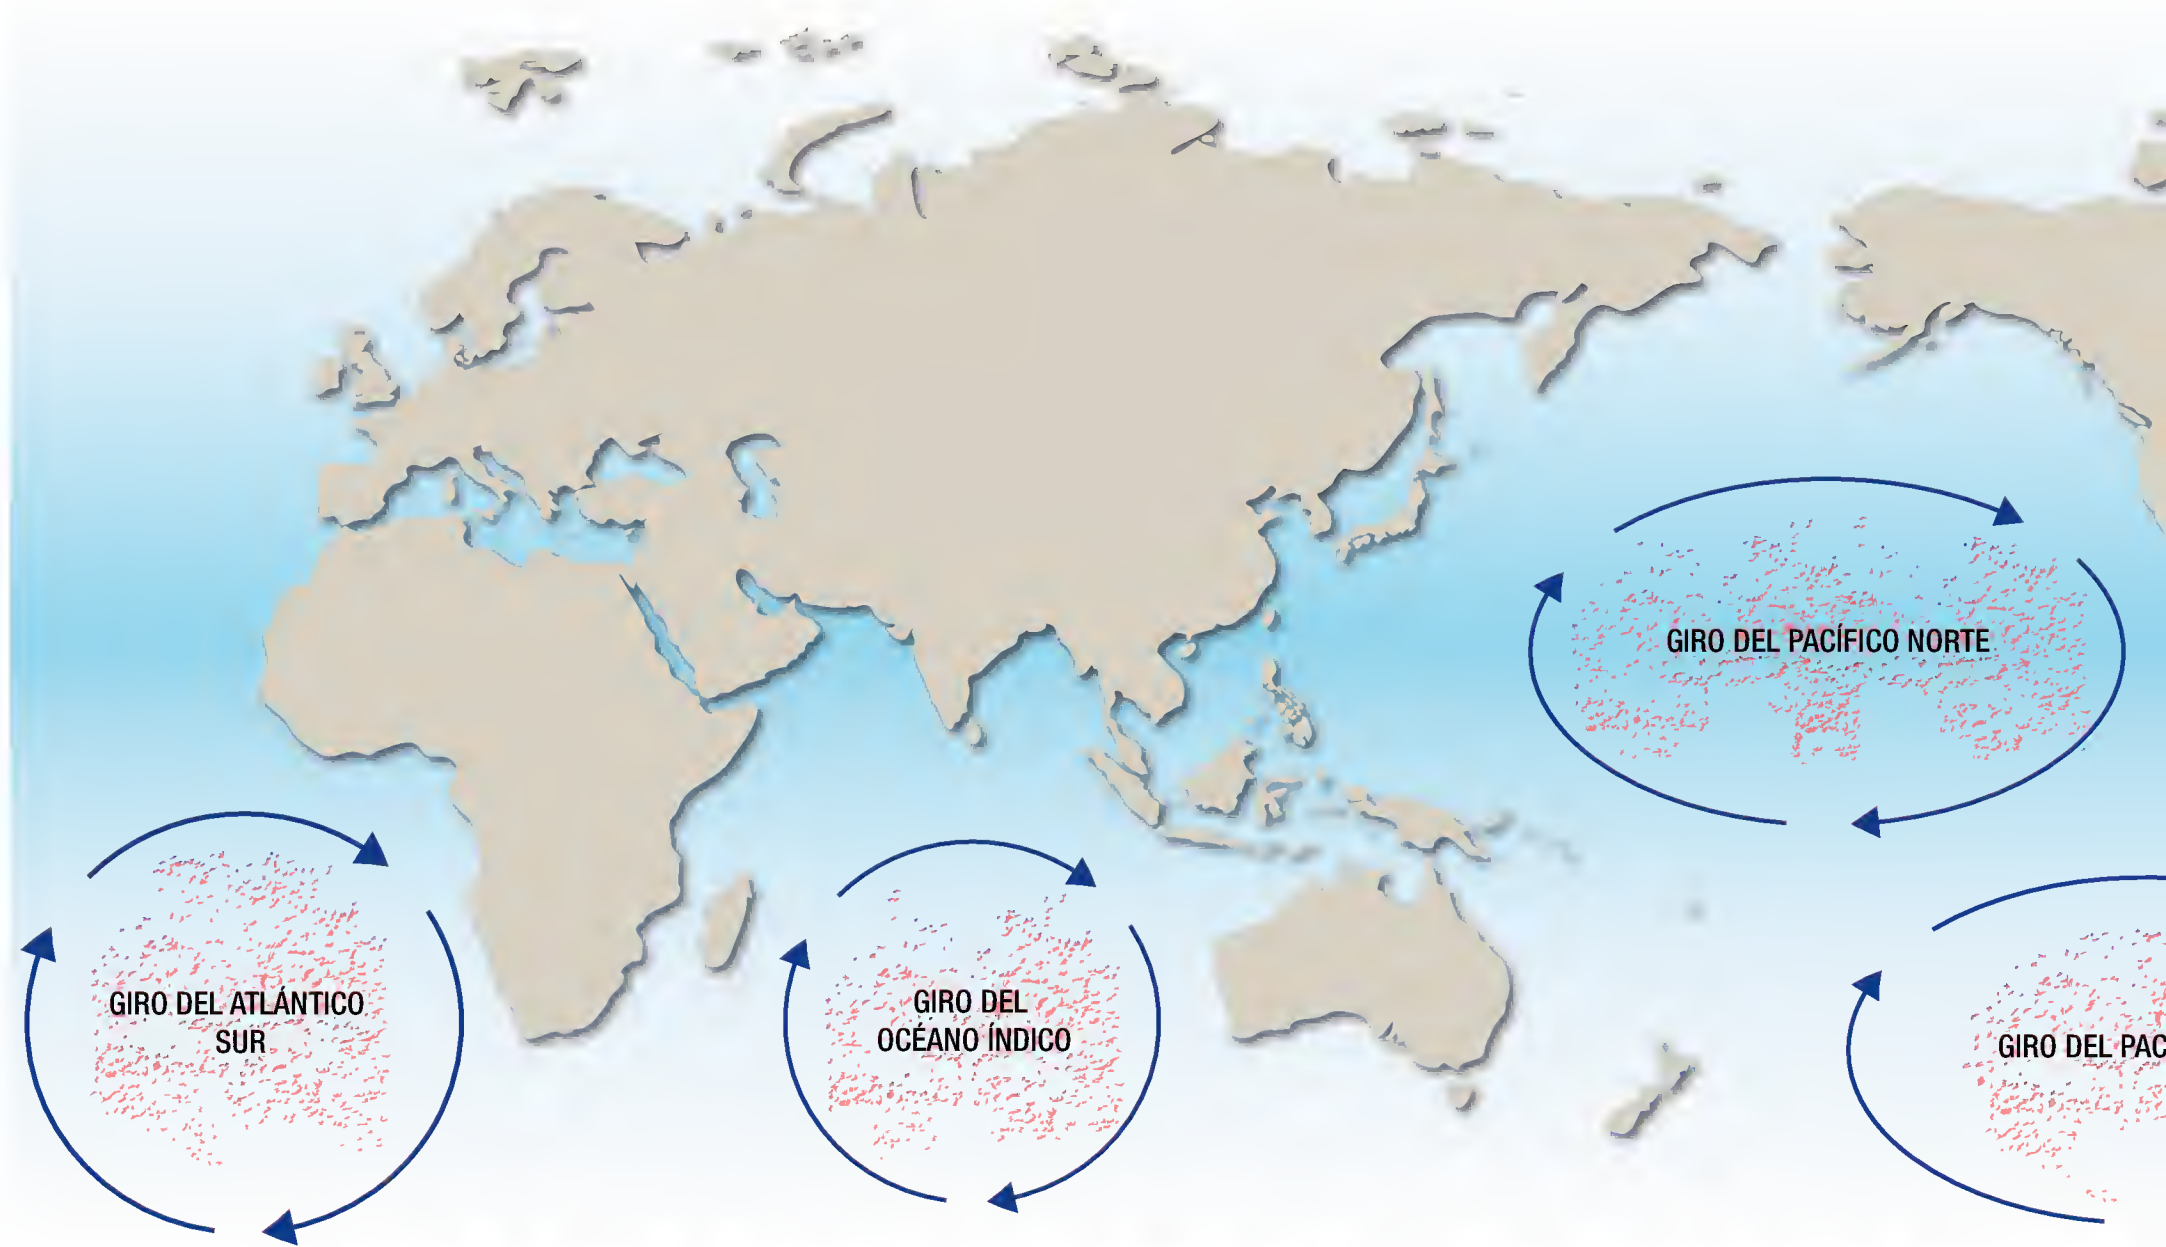 GIRO DEL PACÍFICO NORTE
GIRO DEL ATLÁNTICO
SUR
GIRO DEL
OCÉANO ÍNDICO
GIRO DEL PAC